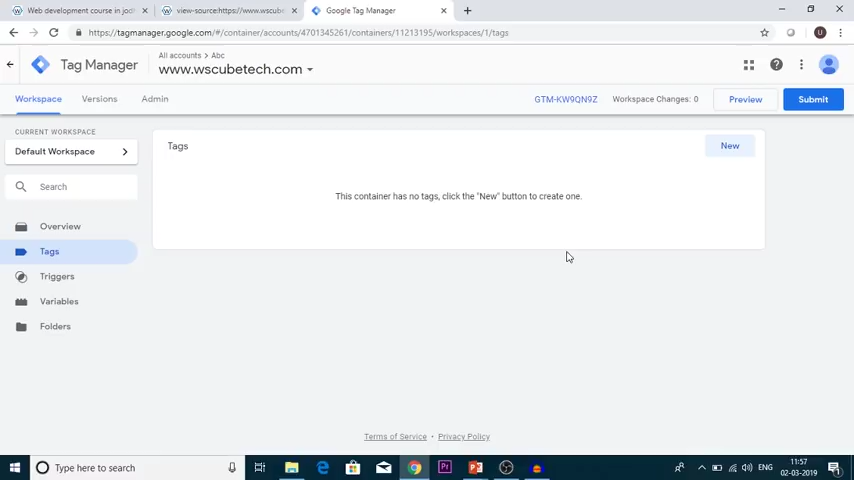 Web development course in jodh
view-source:https://www.wscube
Google Tag Manager
https://tagmanager.google.com/#/container/accounts/4701345261/containers/11213195/workspaces/1/tags
U
All accounts > Abc
Tag Manager
www.wscubetech.com
Workspace Versions Admin
GTM-KW9QN9Z Workspace Changes: 0 Preview Submit
CURRENT WORKSPACE
Default Workspace
Search
Overview
Tags
Triggers
Variables
Folders
Tags
New
This container has no tags, click the "New" button to create one.
Terms of Service · Privacy Policy
Type here to search
Pr
ENG
11:57
02-03-2019